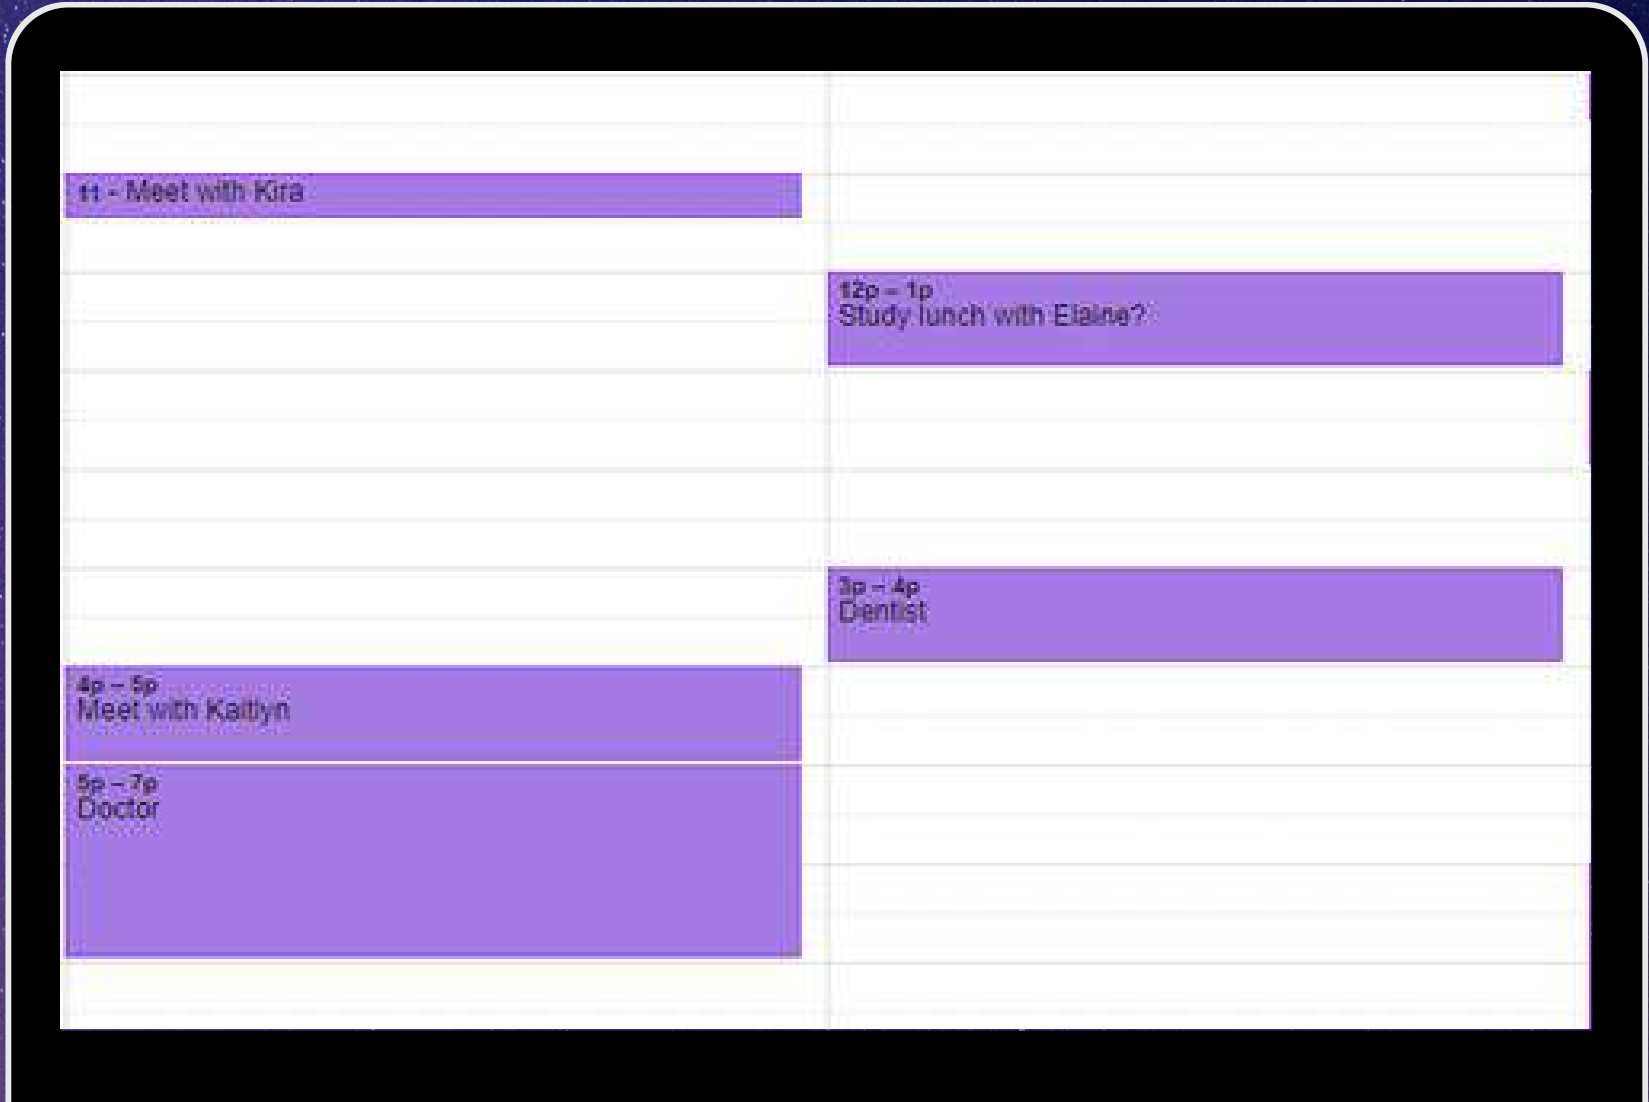 11 - Meet with Kira
12p – 1p
Study lunch with Elaine?
3p – 4p
Dentist
4p – 5p
Meet with Kaitlyn
5p – 7p
Doctor